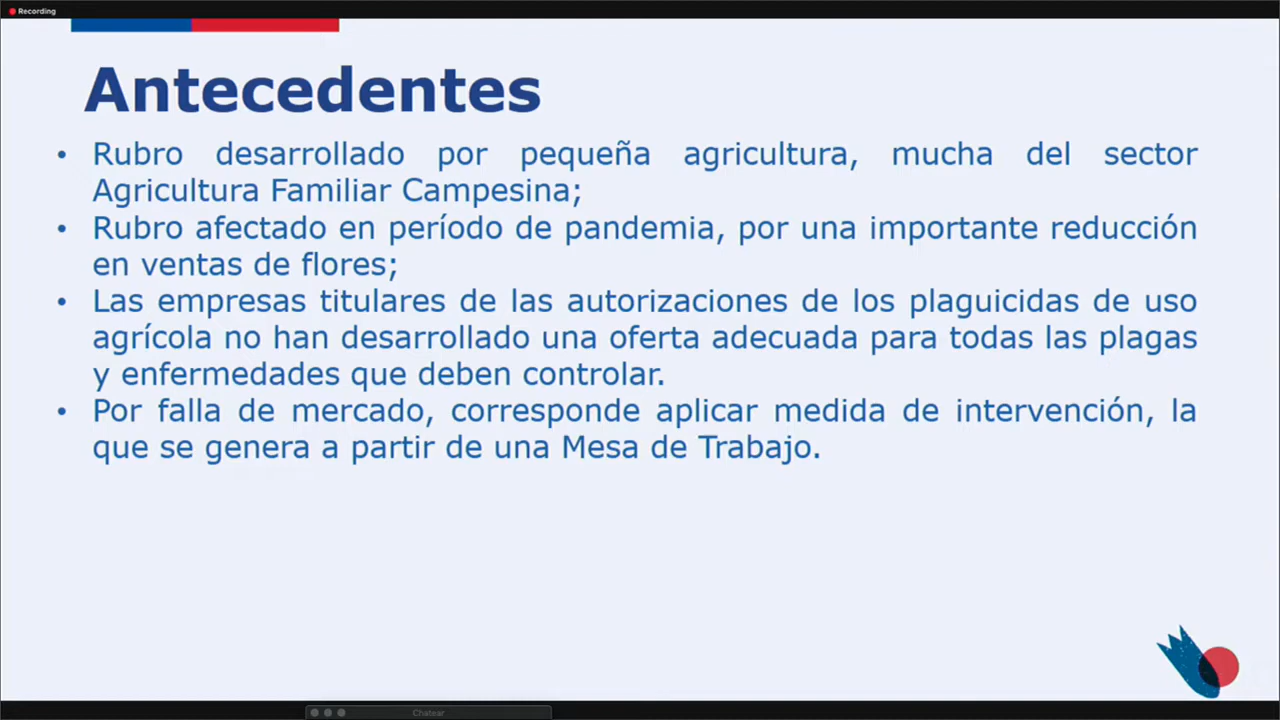 Recording
Antecedentes
• Rubro desarrollado por pequeña agricultura, mucha del sector
Agricultura Familiar Campesina;
• Rubro afectado en período de pandemia, por una importante reducción
en ventas de flores;
• Las empresas titulares de las autorizaciones de los plaguicidas de uso
agrícola no han desarrollado una oferta adecuada para todas las plagas
y enfermedades que deben controlar.
• Por falla de mercado, corresponde aplicar medida de intervención, la
que se genera a partir de una Mesa de Trabajo.
Chatear